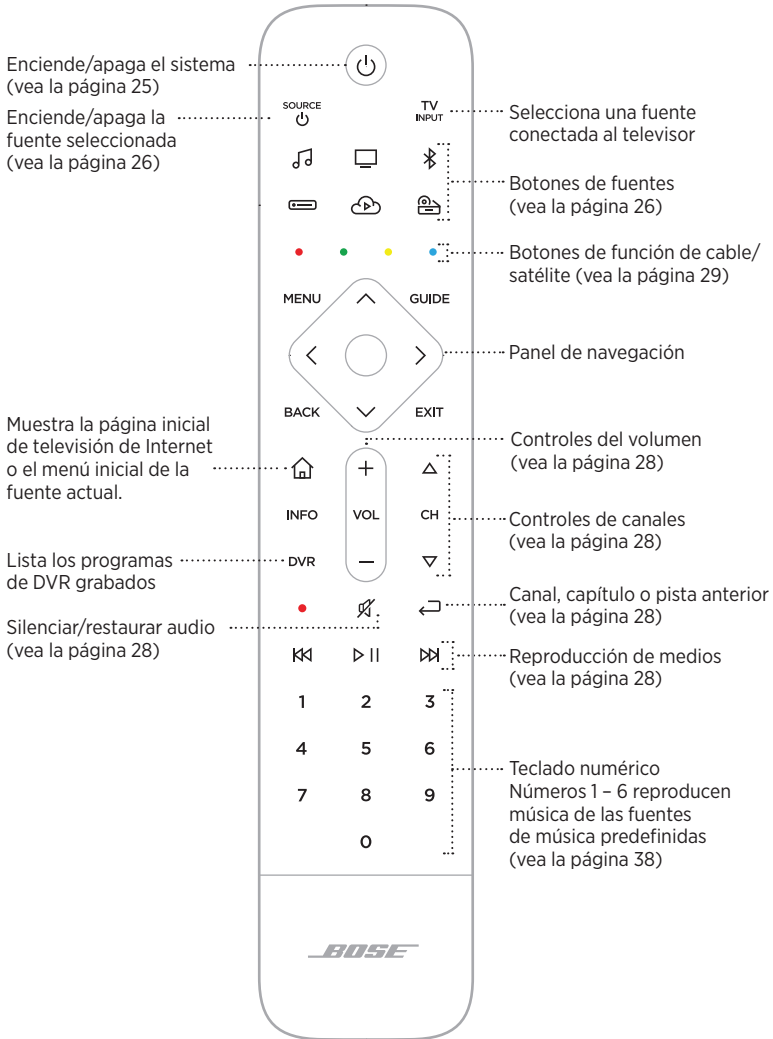 Enciende/apaga el sistema
(vea la página 25)
Enciende/apaga la
fuente seleccionada
(vea la página 26)
SOURCE
TV
INPUT
Selecciona una fuente
conectada al televisor
Botones de fuentes
(vea la página 26)
Botones de función de cable/
satélite (vea la página 29)
MENU
GUIDE
Panel de navegación
BACK
EXIT
Muestra la página inicial
de televisión de Internet
o el menú inicial de la
fuente actual.
Controles del volumen
(vea la página 28)
+
INFO
VOL
CH
Controles de canales
(vea la página 28)
Lista los programas
de DVR grabados
DVR
–
Canal, capítulo o pista anterior
(vea la página 28)
Silenciar/restaurar audio
(vea la página 28)
Reproducción de medios
(vea la página 28)
1 2 3
4 5 6
7 8 9
0
Teclado numérico
Números 1 – 6 reproducen
música de las fuentes
de música predefinidas
(vea la página 38)
BOSE